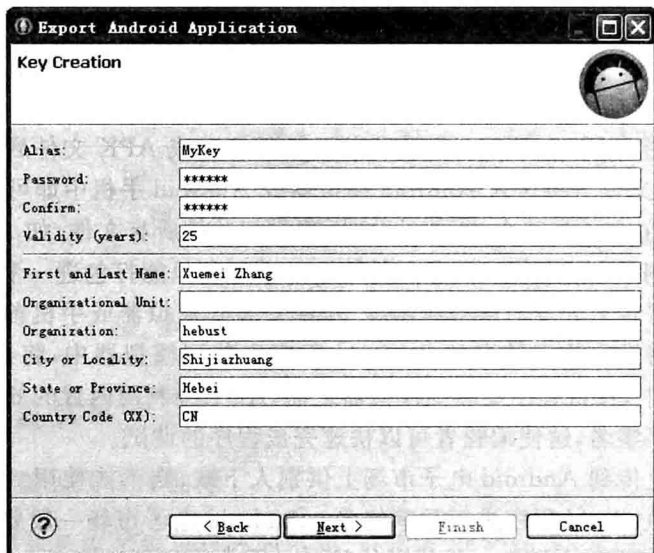 Export Android Application
Key Creation
Alias: MyKey
Password: ******
Confirm: ******
Validity (years): 25
First and Last Name: Xuemei Zhang
Organizational Unit:
Organization: hebust
City or Locality: Shijiazhuang
State or Province: Hebei
Country Code (XX): CN
? < Back Next > Finish Cancel